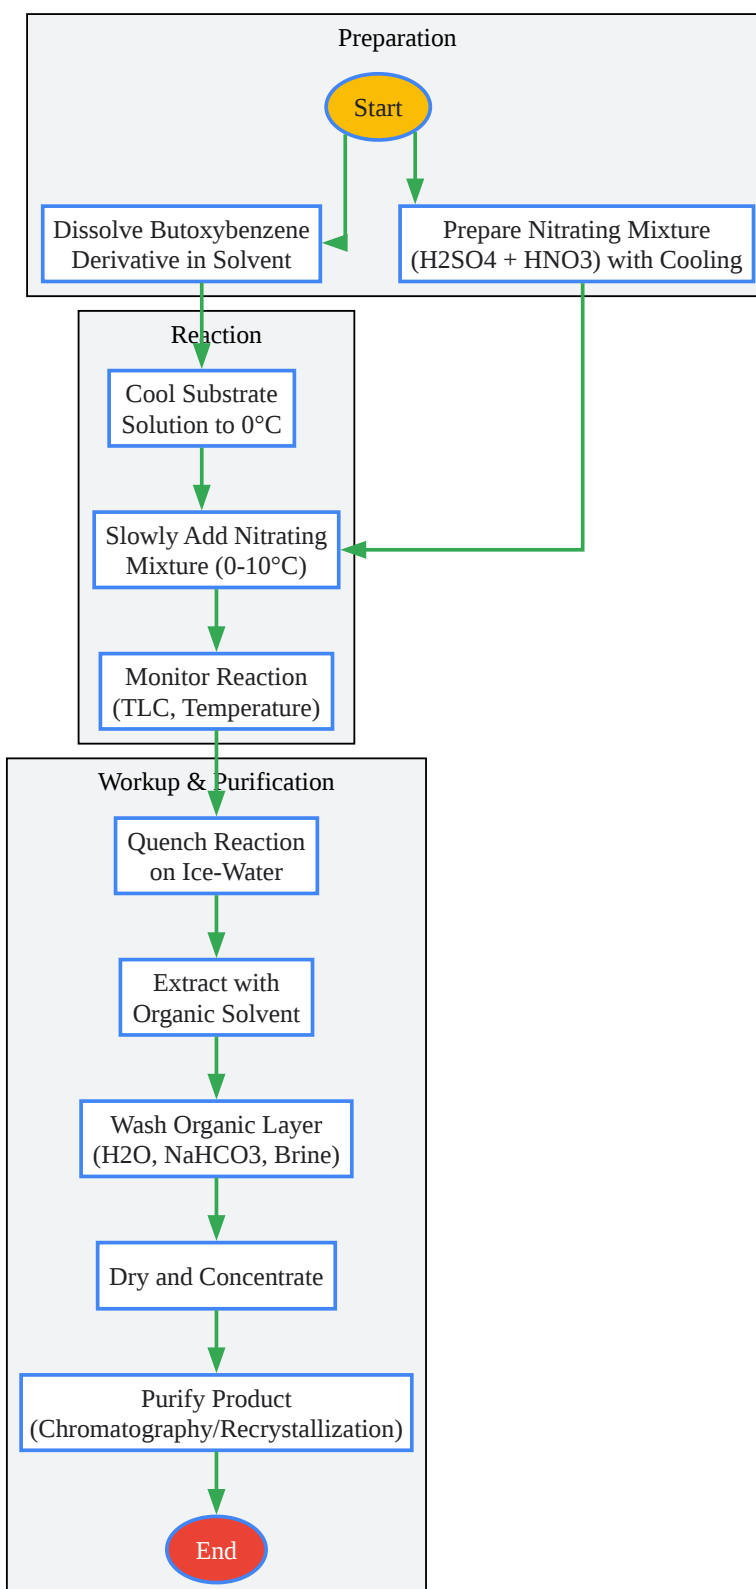 Preparation
Start
Dissolve Butoxybenzene
Derivative in Solvent
Prepare Nitrating Mixture
(H2SO4 + HNO3) with Cooling
Reaction
Cool Substrate
Solution to 0°C
Slowly Add Nitrating
Mixture (0-10°C)
Monitor Reaction
(TLC, Temperature)
Workup & Purification
Quench Reaction
on Ice-Water
Extract with
Organic Solvent
Wash Organic Layer
(H2O, NaHCO3, Brine)
Dry and Concentrate
Purify Product
(Chromatography/Recrystallization)
End